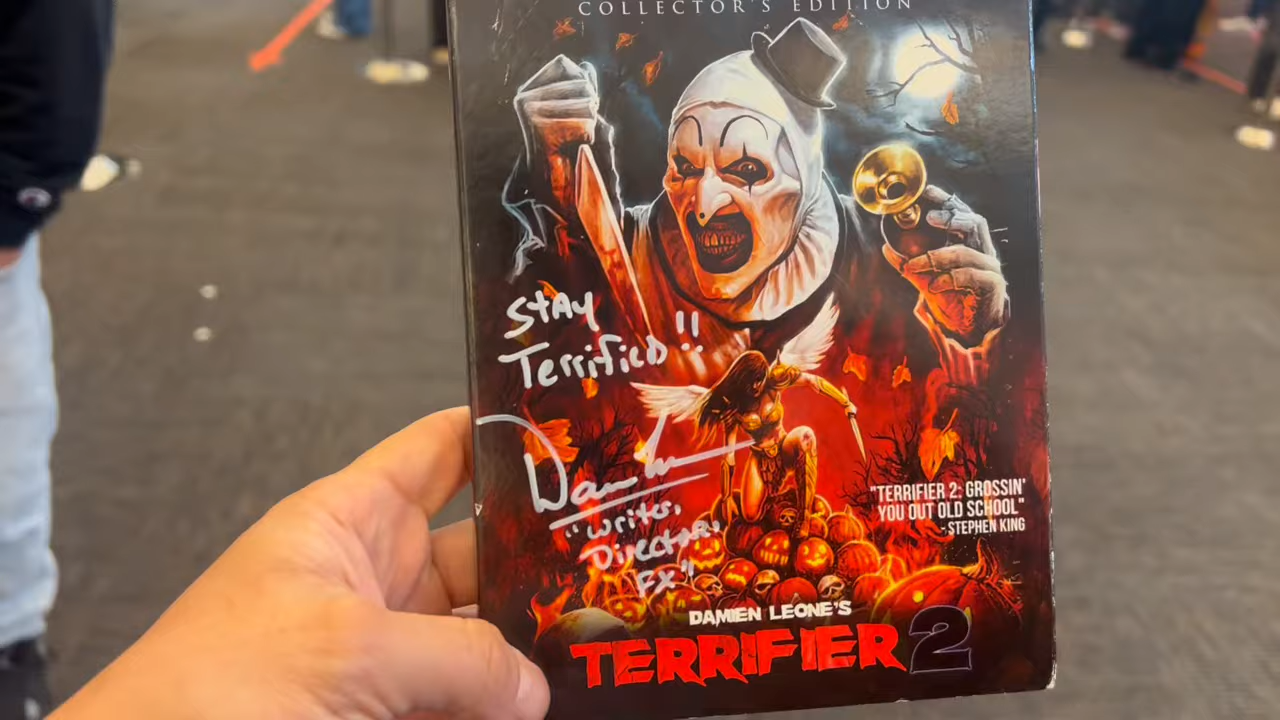 COLLECTOR'S EDITION
Stay
Terrified!!
"Writer,
Director,
FX"
"TERRIFIER 2: GROSSIN'
YOU OUT OLD SCHOOL"
- STEPHEN KING
DAMIEN LEONE'S
TERRIFIER 2